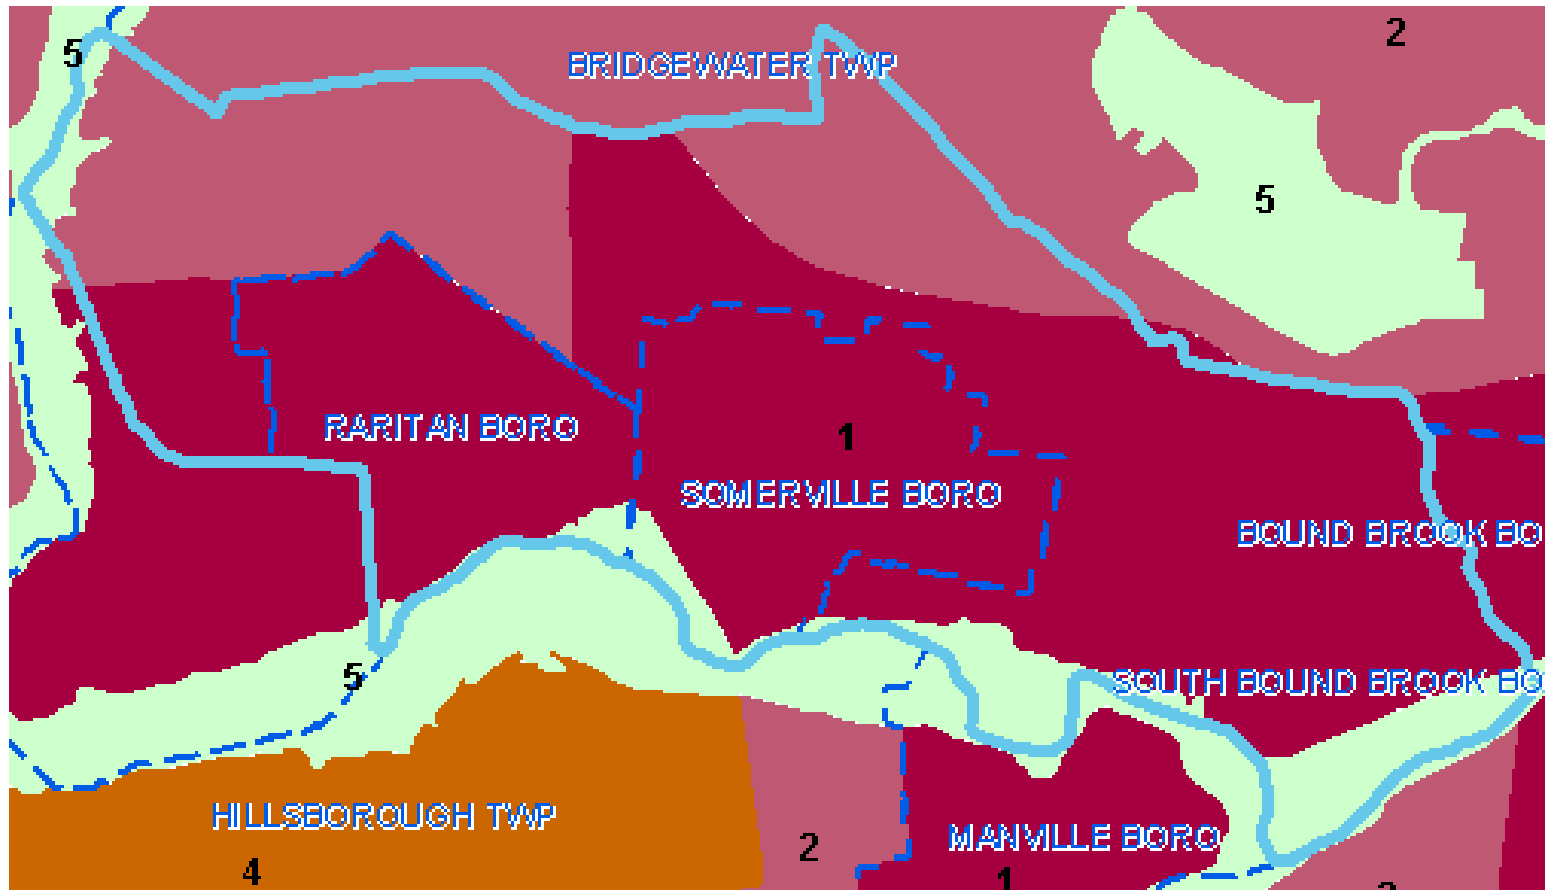 2
5
BRIDGEWATER TWP
5
RARITAN BORO
1
SOMERVILLE BORO
BOUND BROOK BO
5
SOUTH BOUND BROOK BO
HILLSBOROUGH TWP
MANVILLE BORO
2
4
1